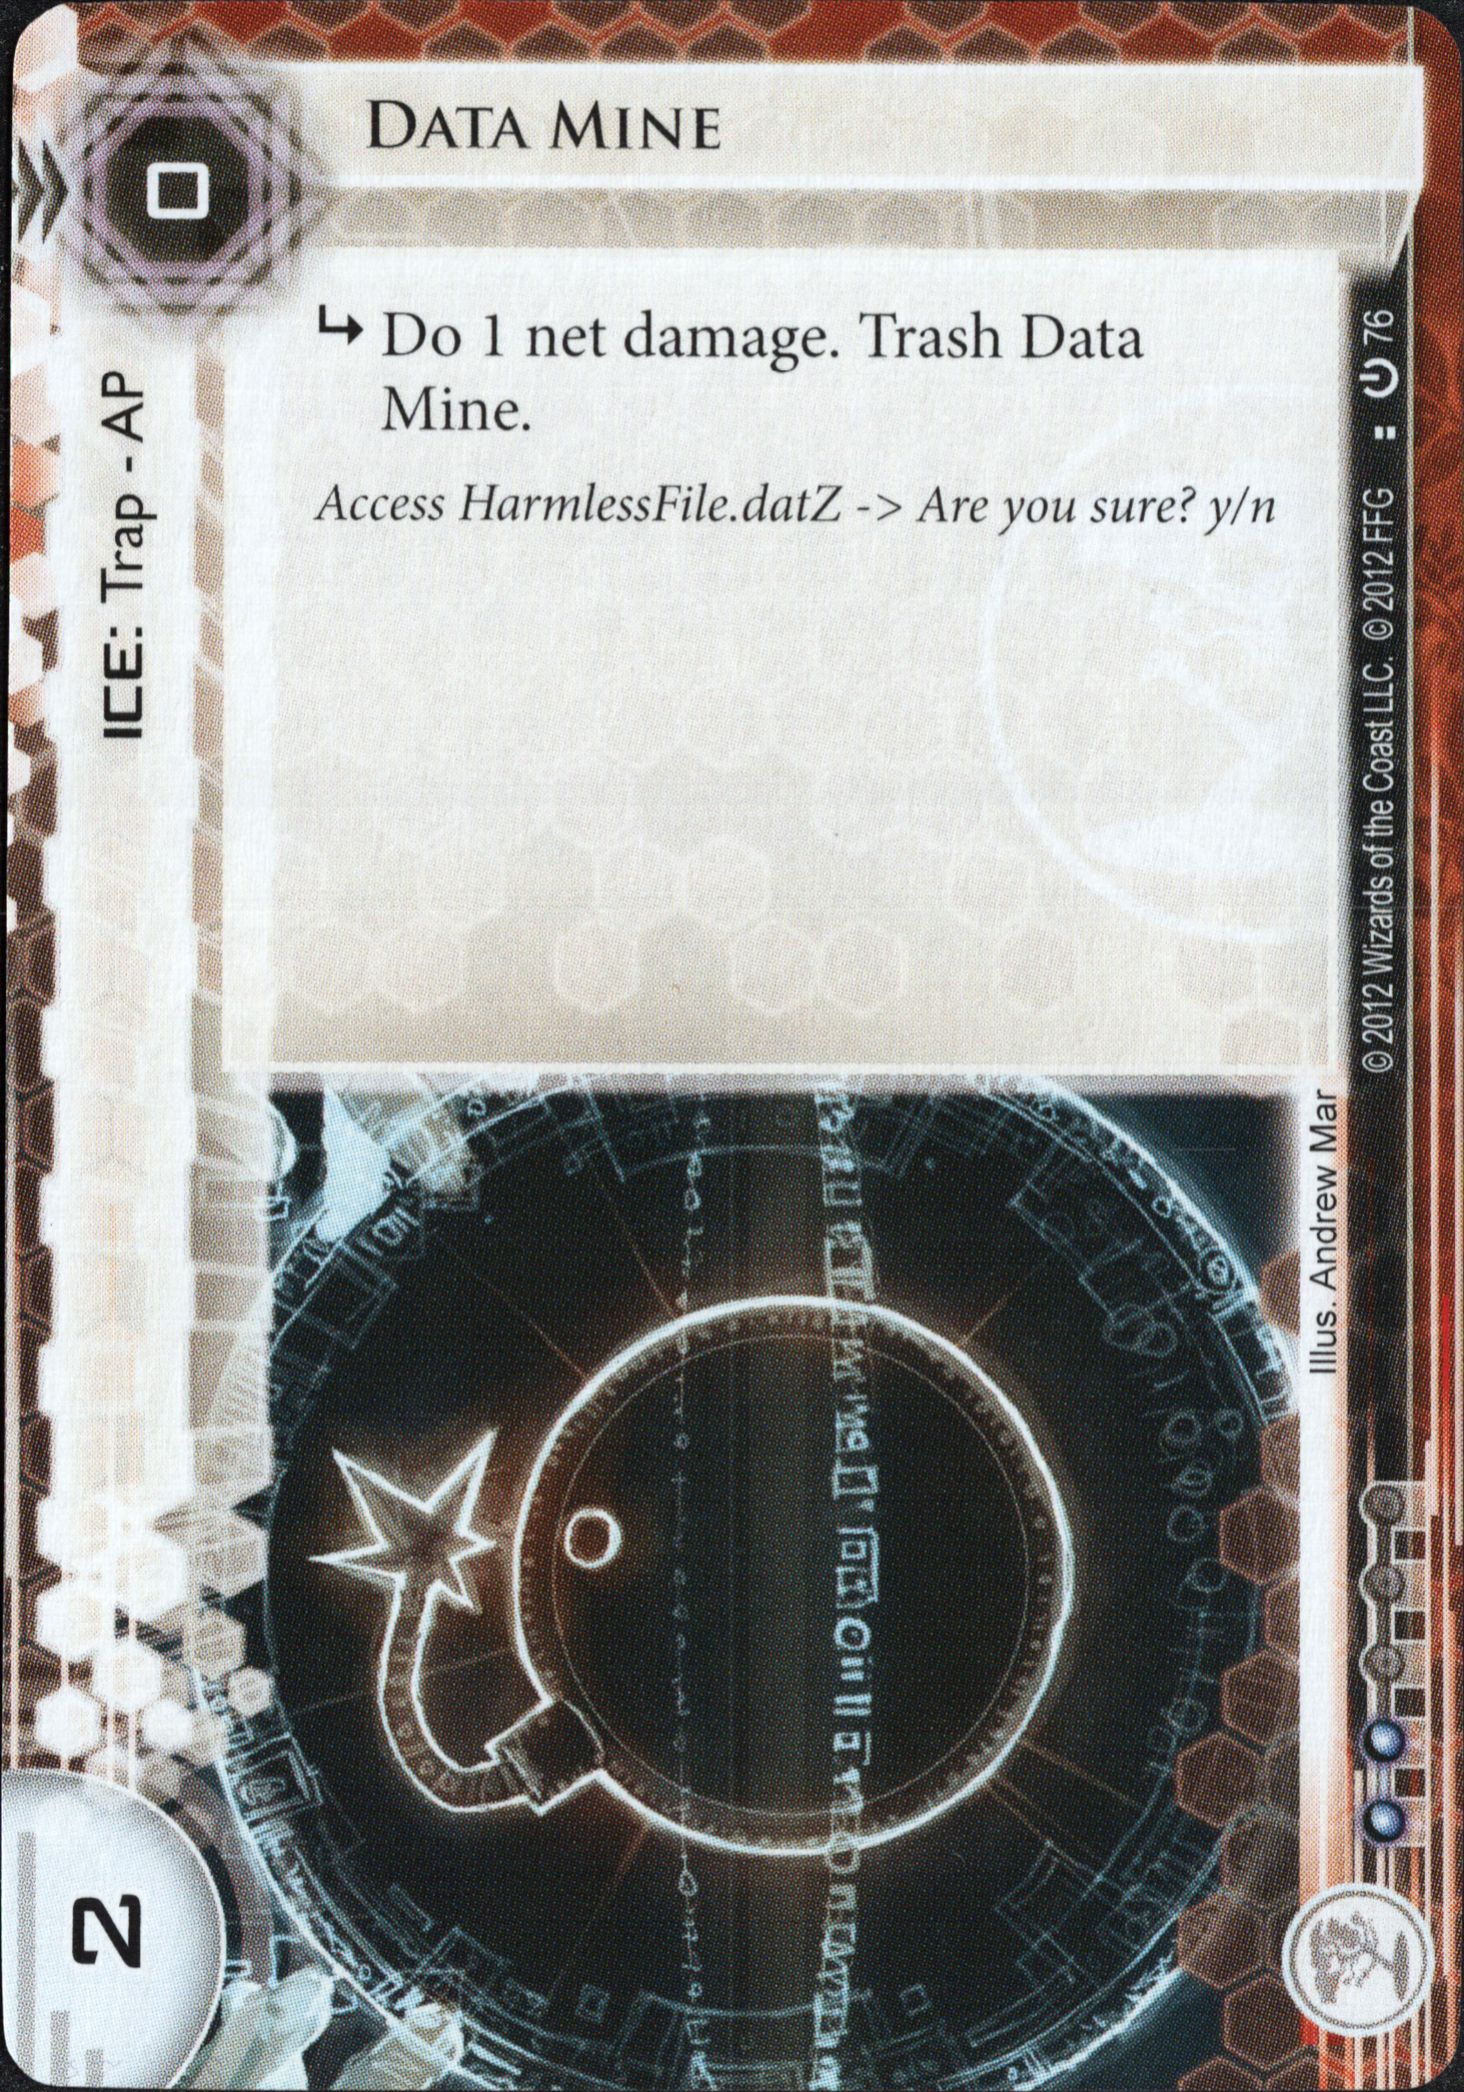 0
DATA MINE
ICE: Trap - AP
Do 1 net damage. Trash Data
Mine.
Access HarmlessFile.datZ -> Are you sure? y/n
2
Illus. Andrew Mar
© 2012 Wizards of the Coast LLC. © 2012 FFG 76